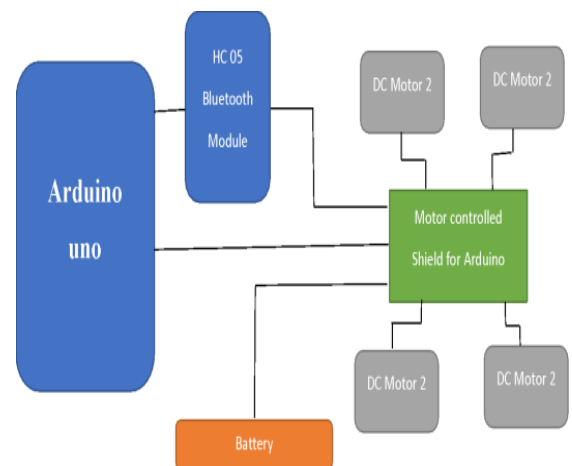 HC 05
Bluetooth
Module
DC Motor 2
DC Motor 2
Arduino
uno
Motor controlled
Shield for Arduino
DC Motor 2
DC Motor 2
Battery